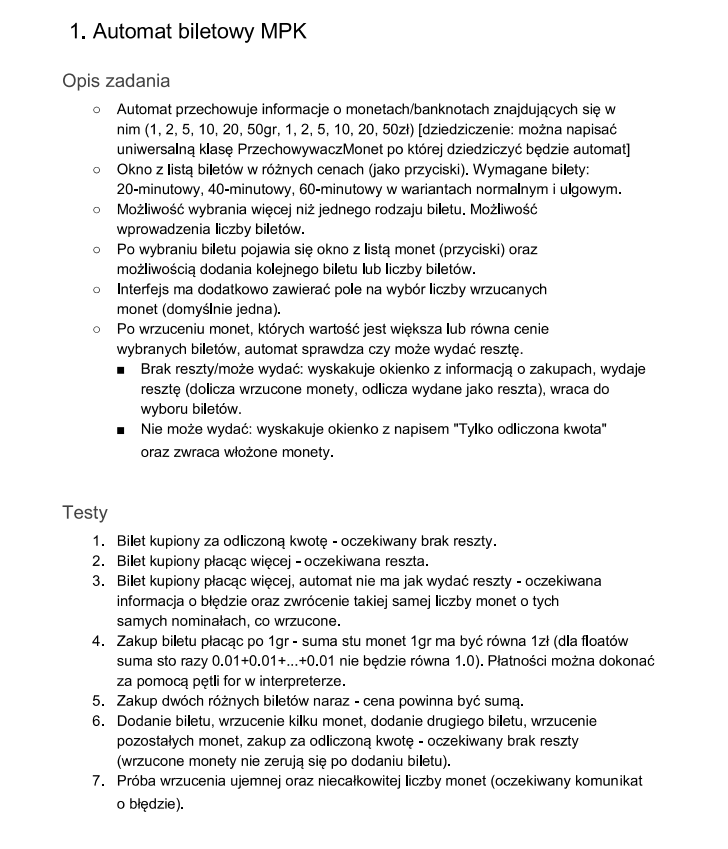 1. Automat biletowy MPK
Opis zadania
○ Automat przechowuje informacje o monetach/banknotach znajdujących się w
nim (1, 2, 5, 10, 20, 50gr, 1, 2, 5, 10, 20, 50zł) [dziedziczenie: można napisać
uniwersalną klasę PrzechowywaczMonet po której dziedziczyć będzie automat]
○ Okno z listą biletów w różnych cenach (jako przyciski). Wymagane bilety:
20-minutowy, 40-minutowy, 60-minutowy w wariantach normalnym i ulgowym.
○ Możliwość wybrania więcej niż jednego rodzaju biletu. Możliwość
wprowadzenia liczby biletów.
○ Po wybraniu biletu pojawia się okno z listą monet (przyciski) oraz
możliwością dodania kolejnego biletu lub liczby biletów.
○ Interfejs ma dodatkowo zawierać pole na wybór liczby wrzucanych
monet (domyślnie jedna).
○ Po wrzuceniu monet, których wartość jest większa lub równa cenie
wybranych biletów, automat sprawdza czy może wydać resztę.
■ Brak reszty/może wydać: wyskakuje okienko z informacją o zakupach, wydaje
resztę (dolicza wrzucone monety, odlicza wydane jako reszta), wraca do
wyboru biletów.
■ Nie może wydać: wyskakuje okienko z napisem "Tylko odliczona kwota"
oraz zwraca włożone monety.
Testy
1. Bilet kupiony za odliczoną kwotę - oczekiwany brak reszty.
2. Bilet kupiony płacąc więcej - oczekiwana reszta.
3. Bilet kupiony płacąc więcej, automat nie ma jak wydać reszty - oczekiwana
informacja o błędzie oraz zwrócenie takiej samej liczby monet o tych
samych nominałach, co wrzucone.
4. Zakup biletu płacąc po 1gr - suma stu monet 1gr ma być równa 1zł (dla floatów
suma sto razy 0.01+0.01+...+0.01 nie będzie równa 1.0). Płatności można dokonać
za pomocą pętli for w interpreterze.
5. Zakup dwóch różnych biletów naraz - cena powinna być sumą.
6. Dodanie biletu, wrzucenie kilku monet, dodanie drugiego biletu, wrzucenie
pozostałych monet, zakup za odliczoną kwotę - oczekiwany brak reszty
(wrzucone monety nie zerują się po dodaniu biletu).
7. Próba wrzucenia ujemnej oraz niecałkowitej liczby monet (oczekiwany komunikat
o błędzie).